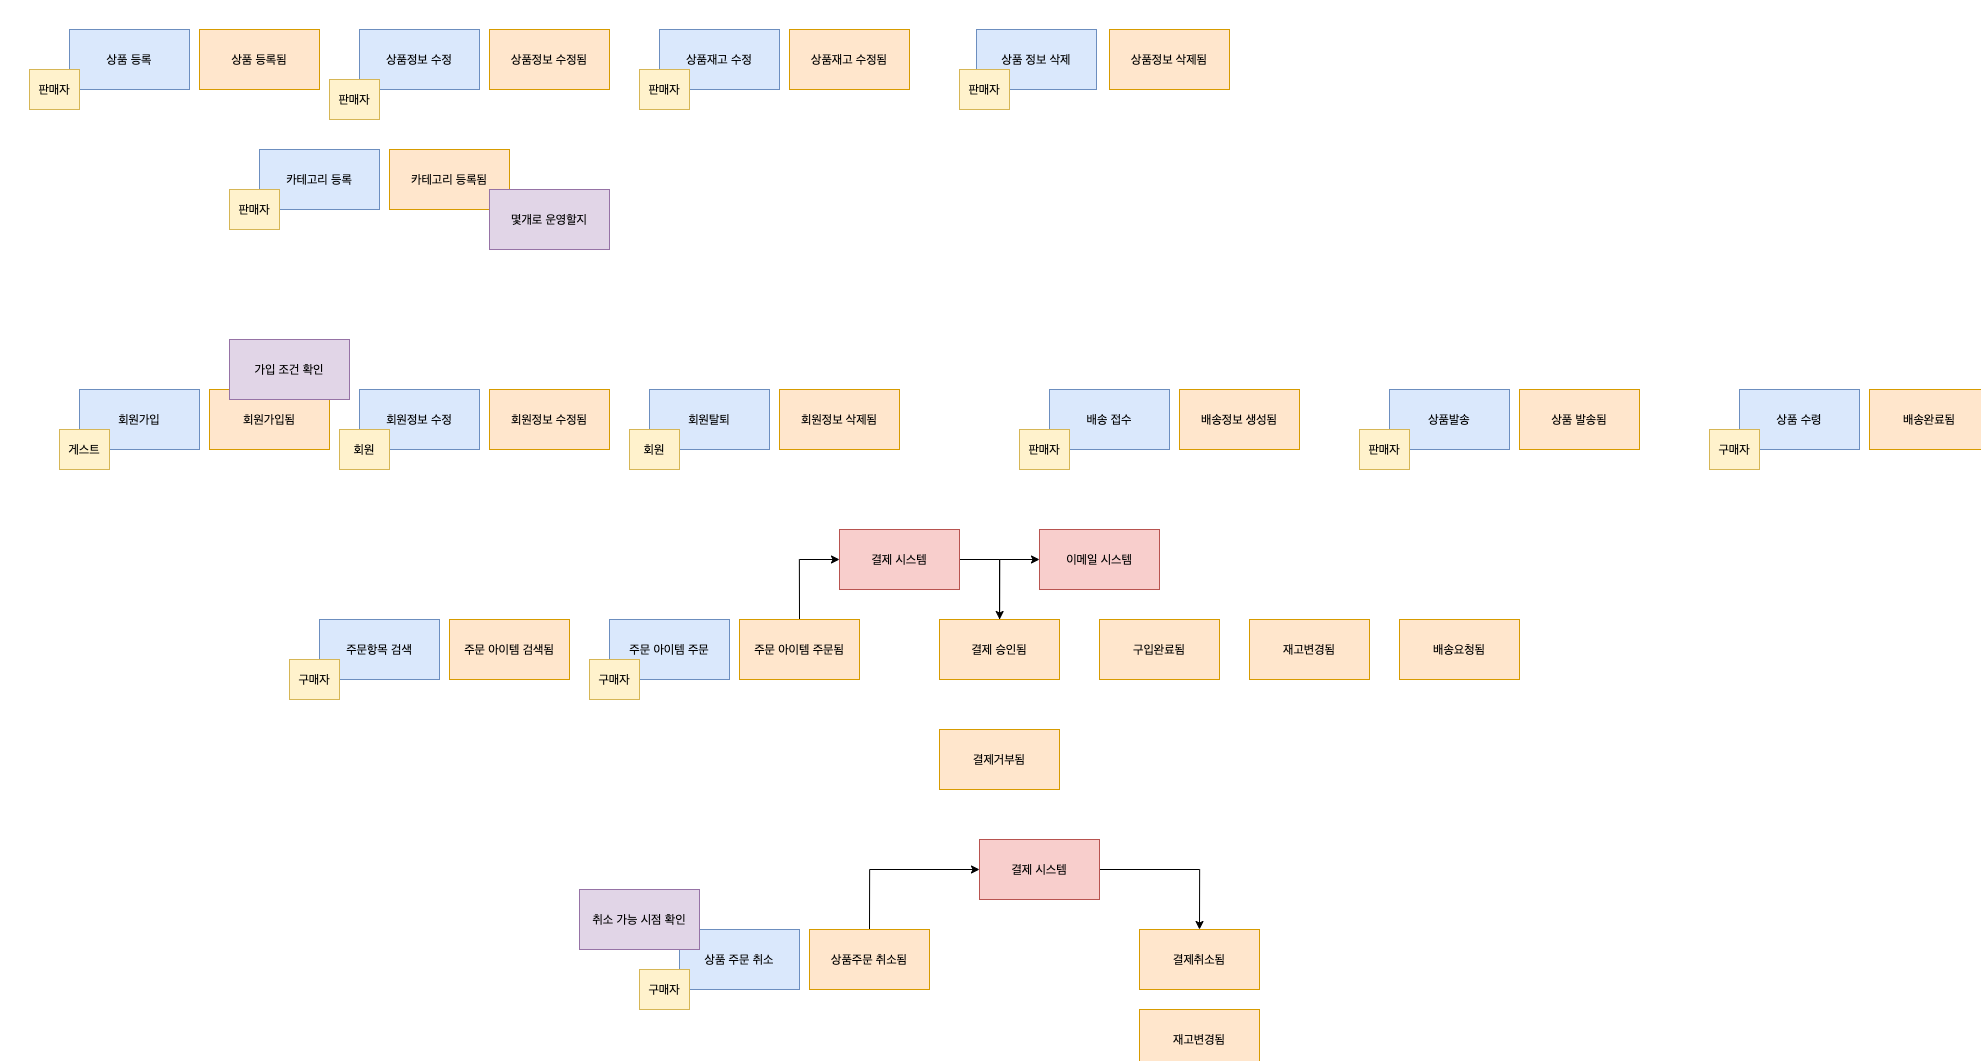 상품 등록
상품 등록됨
상품정보 수정
상품정보 수정됨
상품재고 수정
상품재고 수정됨
상품 정보 삭제
상품정보 삭제됨
판매자
판매자
판매자
판매자
카테고리 등록
카테고리 등록됨
판매자
몇개로 운영할지
가입 조건 확인
회원가입
회원가입됨
회원정보 수정
회원정보 수정됨
회원탈퇴
회원정보 삭제됨
배송 접수
배송정보 생성됨
상품발송
상품 발송됨
상품 수령
배송완료됨
게스트
회원
회원
판매자
판매자
구매자
결제 시스템
이메일 시스템
주문항목 검색
주문 아이템 검색됨
주문 아이템 주문
주문 아이템 주문됨
결제 승인됨
구입완료됨
재고변경됨
배송요청됨
구매자
구매자
결제거부됨
결제 시스템
취소 가능 시점 확인
상품 주문 취소
상품주문 취소됨
결제취소됨
구매자
재고변경됨